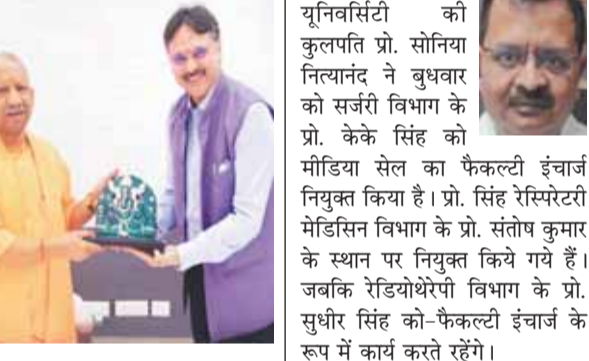 यूनिवर्सिटी की
कुलपति प्रो. सोनिया
नित्यानंद ने बुधवार
को सर्जरी विभाग के
प्रो. केके सिंह को
मीडिया सेल का फैकल्टी इंचार्ज
नियुक्त किया है। प्रो. सिंह रेस्पिरेटरी
मेडिसिन विभाग के प्रो. संतोष कुमार
के स्थान पर नियुक्त किये गये हैं।
जबकि रेडियोथेरेपी विभाग के प्रो.
सुधीर सिंह को-फैकल्टी इंचार्ज के
रूप में कार्य करते रहेंगे।